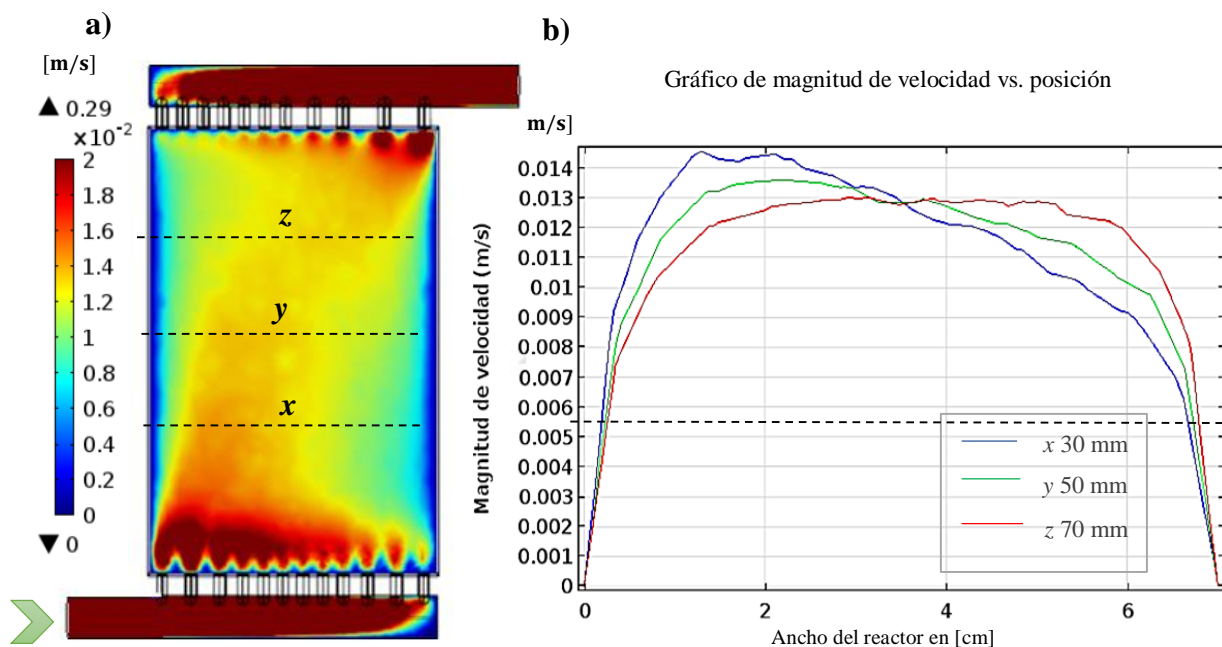 a)
[m/s]
▲ 0.29
x10⁻²
2
1.8
1.6
1.4
1.2
1
0.8
0.6
0.4
0.2
0
▼ 0
z
y
x
b)
Gráfico de magnitud de velocidad vs. posición
m/s]
Magnitud de velocidad (m/s)
0.014
0.013
0.012
0.011
0.01
0.009
0.008
0.007
0.006
0.005
0.004
0.003
0.002
0.001
0
x 30 mm
y 50 mm
z 70 mm
0 2 4 6
Ancho del reactor en [cm]